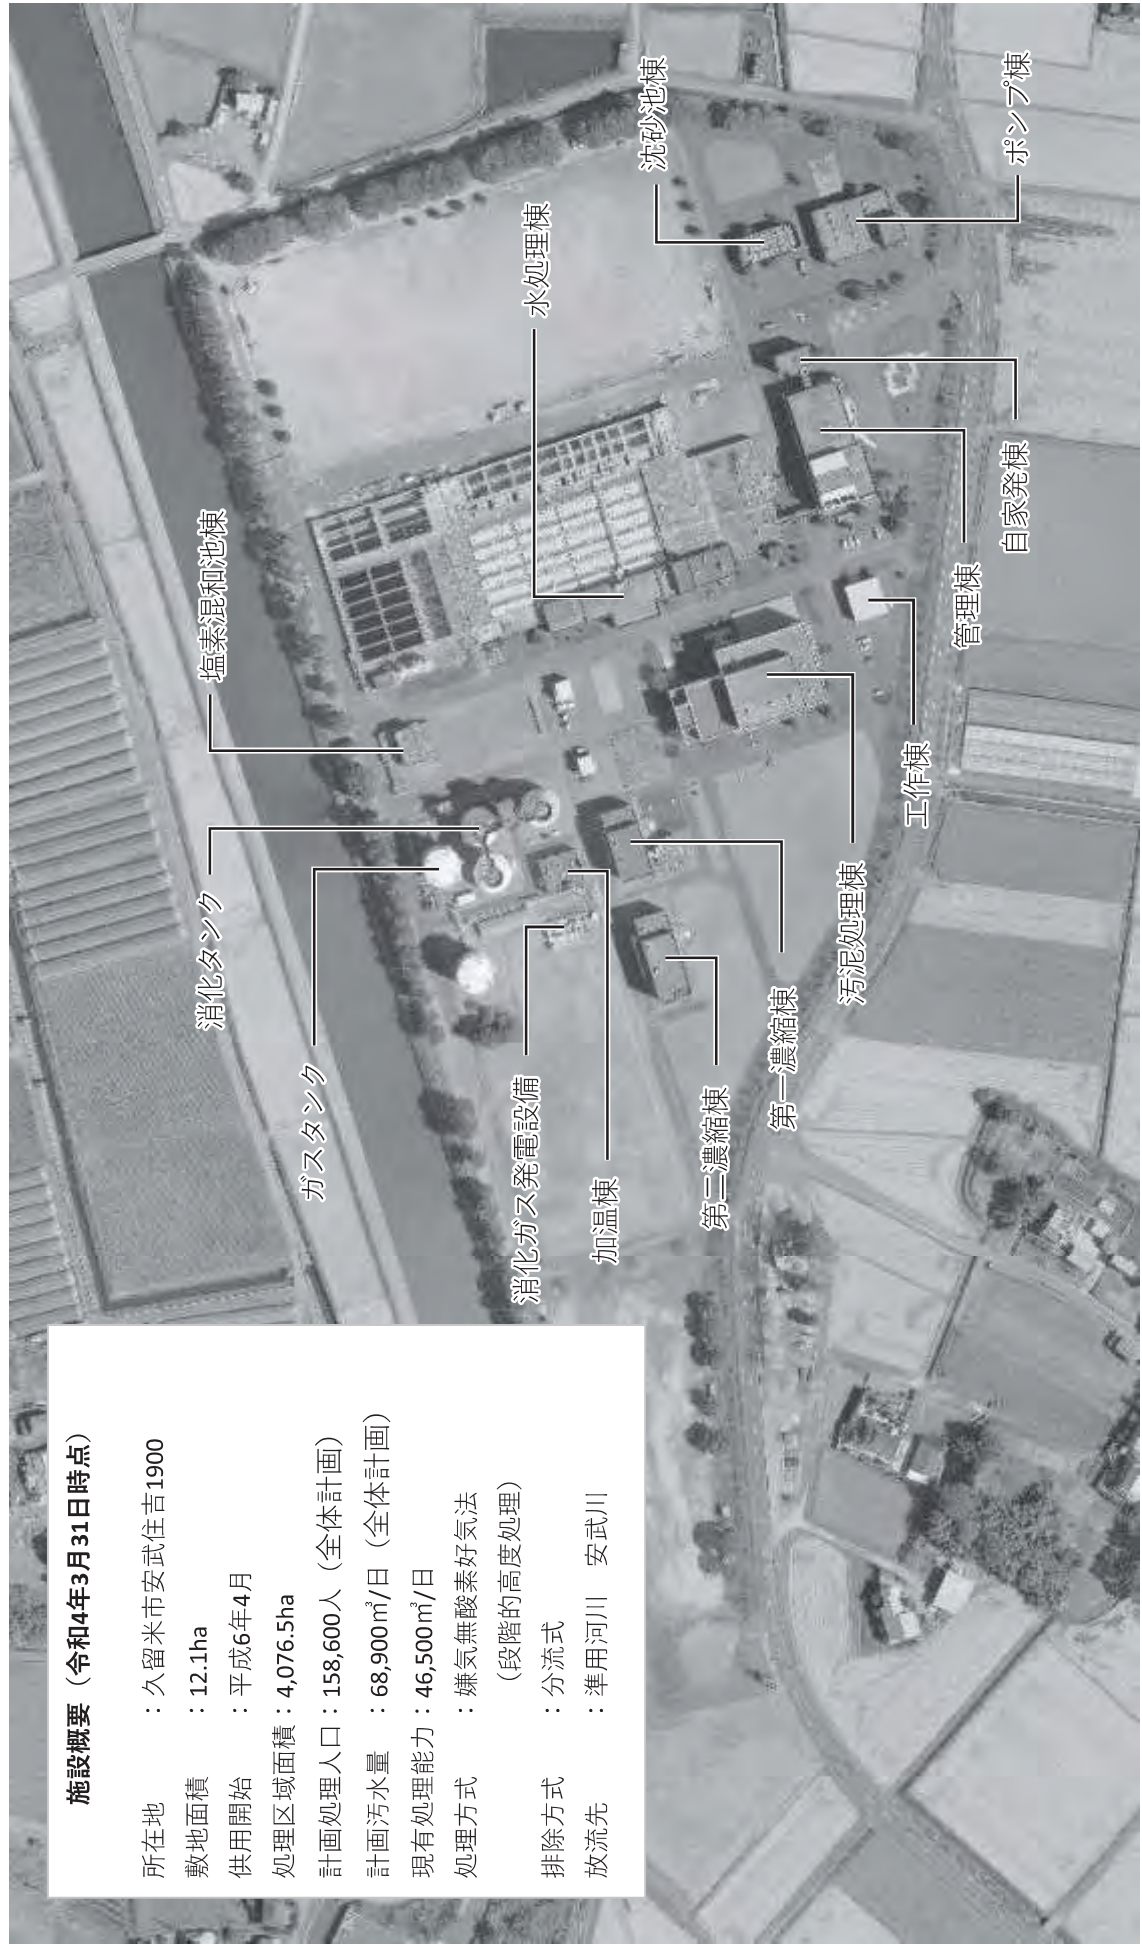 施設概要（令和4年3月31日時点）
所在地　：久留米市安武住吉1900
敷地面積　：12.1ha
供用開始　：平成6年4月
処理区域面積：4,076.5ha
計画処理人口：158,600人（全体計画）
計画汚水量　：68,900㎥/日（全体計画）
現有処理能力：46,500㎥/日
処理方式　：嫌気無酸素好気法
（段階的高度処理）
排除方式　：分流式
放流先　：準用河川　安武川
塩素混和池棟
消化タンク
ガスタンク
消化ガス発電設備
加温棟
第二濃縮棟
第一濃縮棟
汚泥処理棟
工作棟
管理棟
自家発棟
水処理棟
沈砂池棟
ポンプ棟